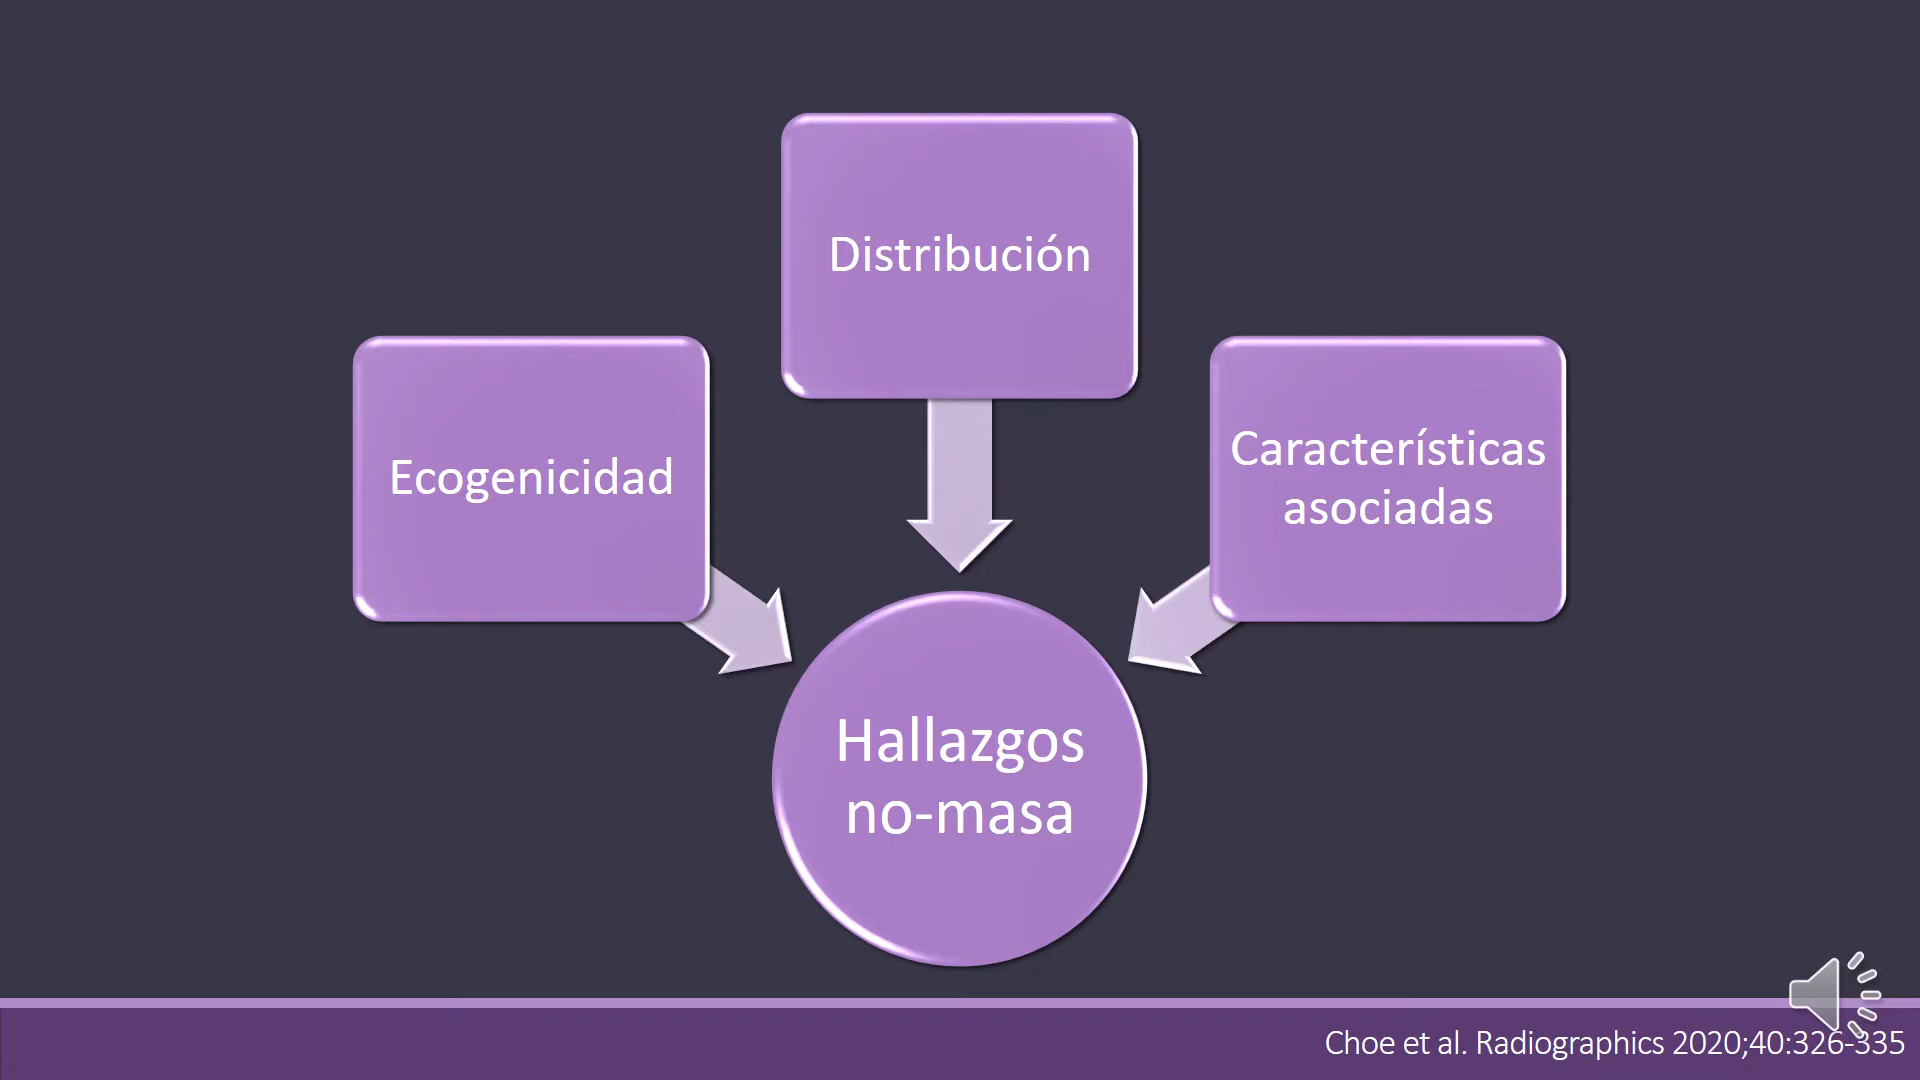 Distribución
Ecogenicidad
Características
asociadas
Hallazgos
no-masa
Choe et al. Radiographics 2020;40:326-335